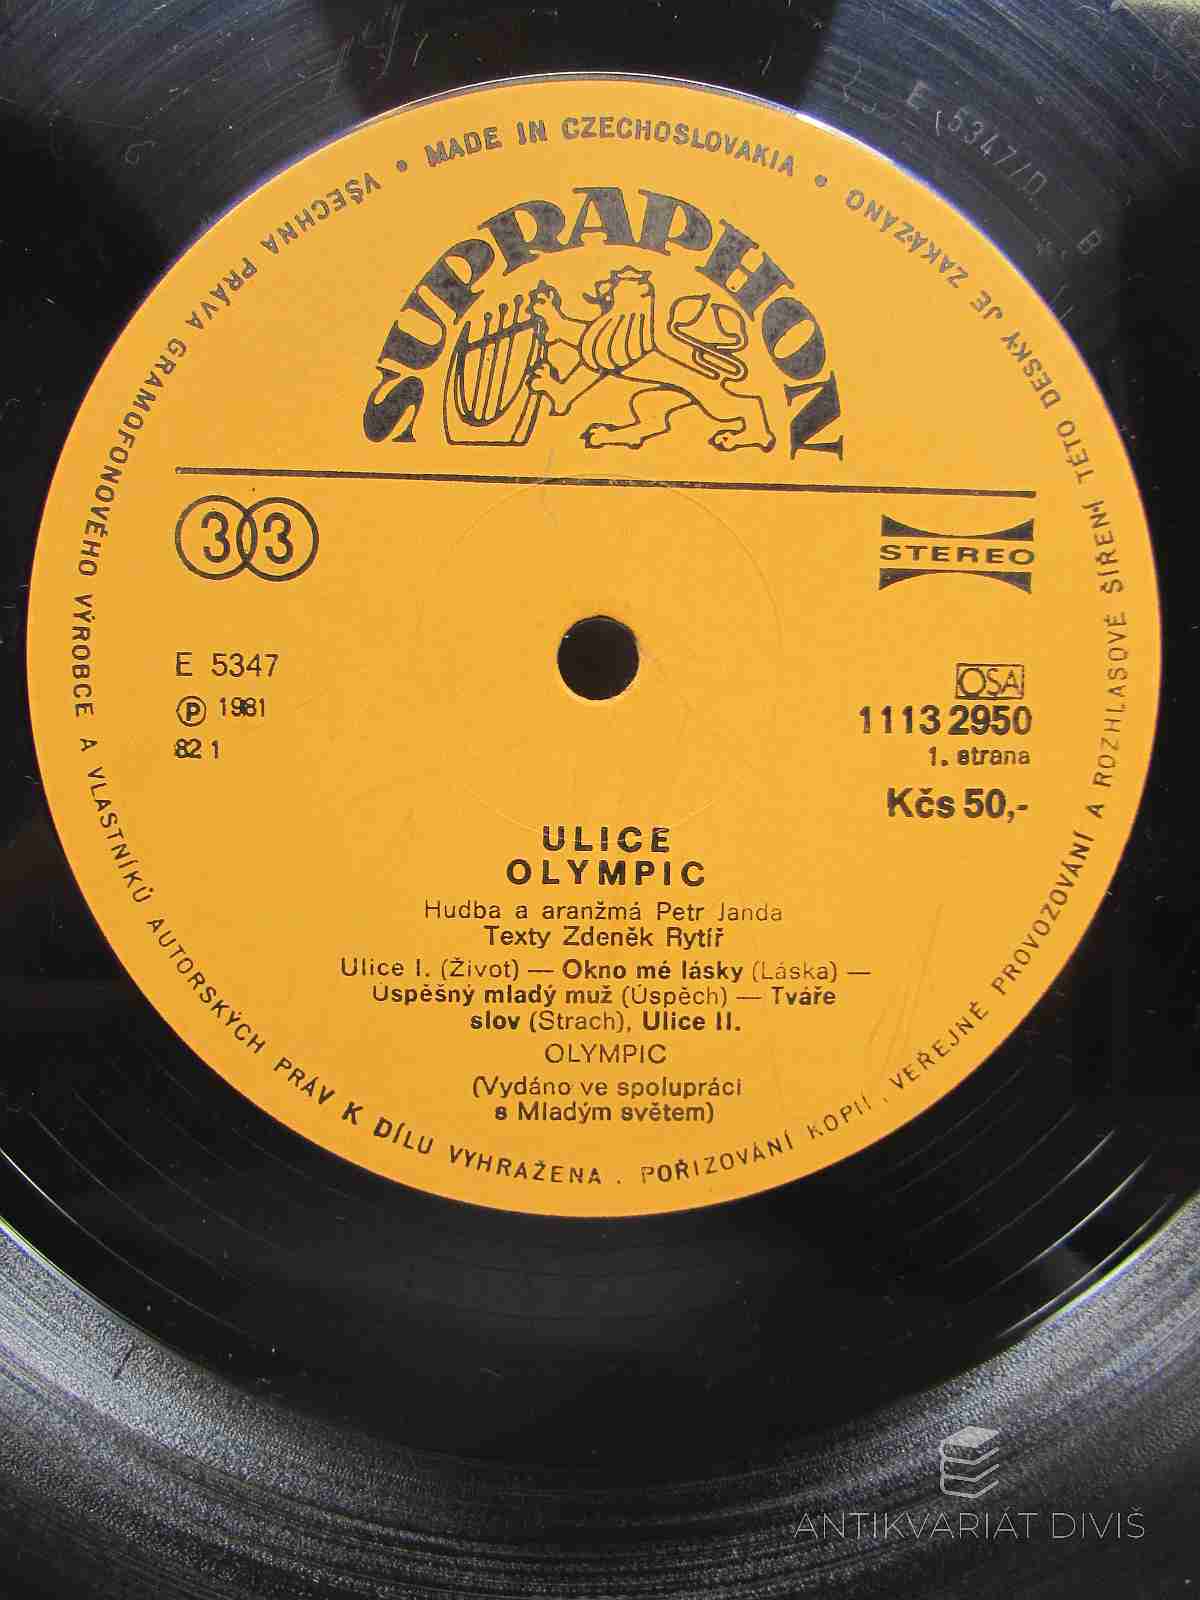 MADE IN CZECHOSLOVAKIA
VŠECHNA PRÁVA GRAMOFONOVÉHO VÝROBCE A VLASTNÍKŮ AUTORSKÝCH PRÁV K DÍLU VYHRAŽENA . POŘIZOVÁNÍ KOPIÍ , VEŘEJNÉ PROVOZOVÁNÍ A ROZHLASOVÉ ŠÍŘENÍ TÉTO DESKY JE ZAKÁZÁNO
E 5347/D B
SUPRAPHON
33
STEREO
E 5347
Ⓟ 1981
82 1
OSA
1113 2950
1. strana
Kčs 50,-
ULICE
OLYMPIC
Hudba a aranžmá Petr Janda
Texty Zdeněk Rytíř
Ulice I. (Život) — Okno mé lásky (Láska) —
Úspěšný mladý muž (Úspěch) — Tváře
slov (Strach), Ulice II.
OLYMPIC
(Vydáno ve spolupráci
s Mladým světem)
ANTIKVARIÁT DIVIŠ